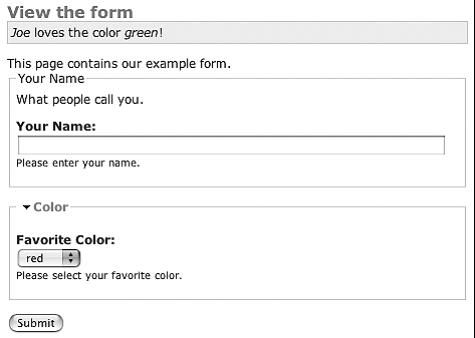 View the form
Joe loves the color green!
This page contains our example form.
Your Name
What people call you.
Your Name:
Please enter your name.
Color
Favorite Color:
red
Please select your favorite color.
Submit